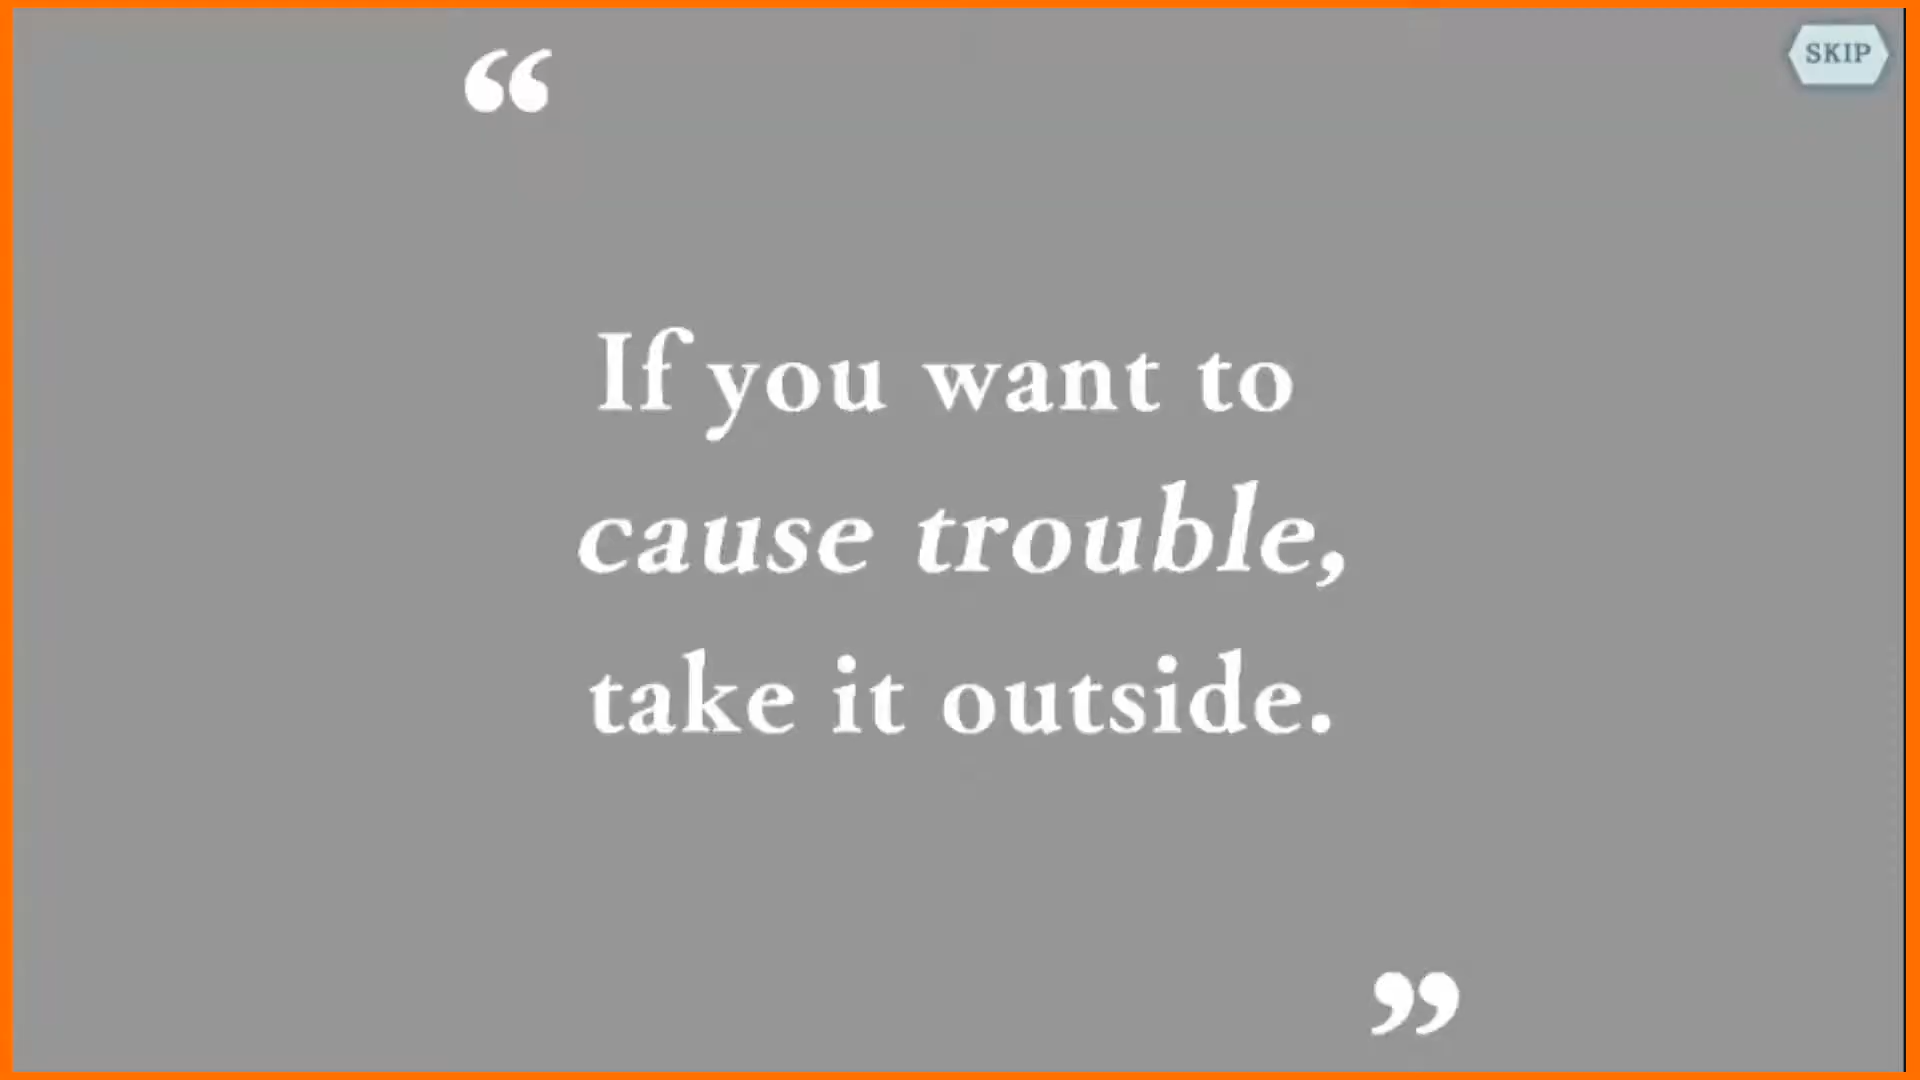 SKIP
“
If you want to
cause trouble,
take it outside.
”